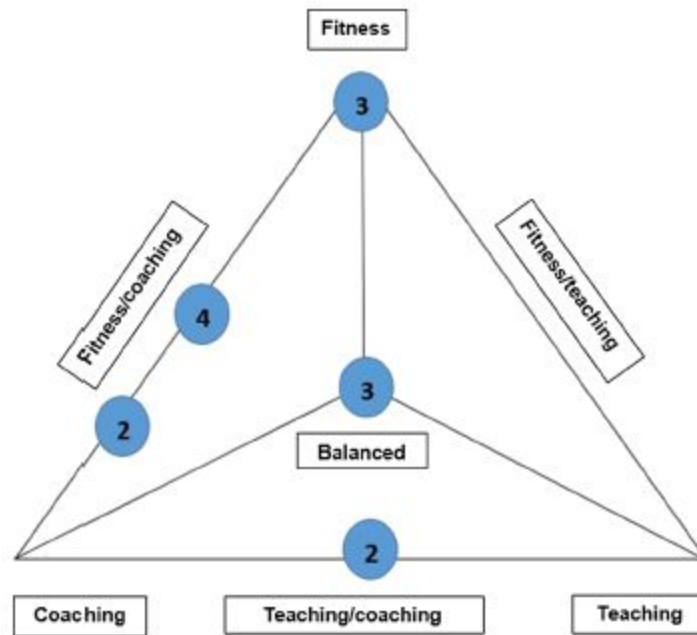 Fitness
3
Fitness/coaching
Fitness/teaching
4
3
2
Balanced
2
Coaching
Teaching/coaching
Teaching